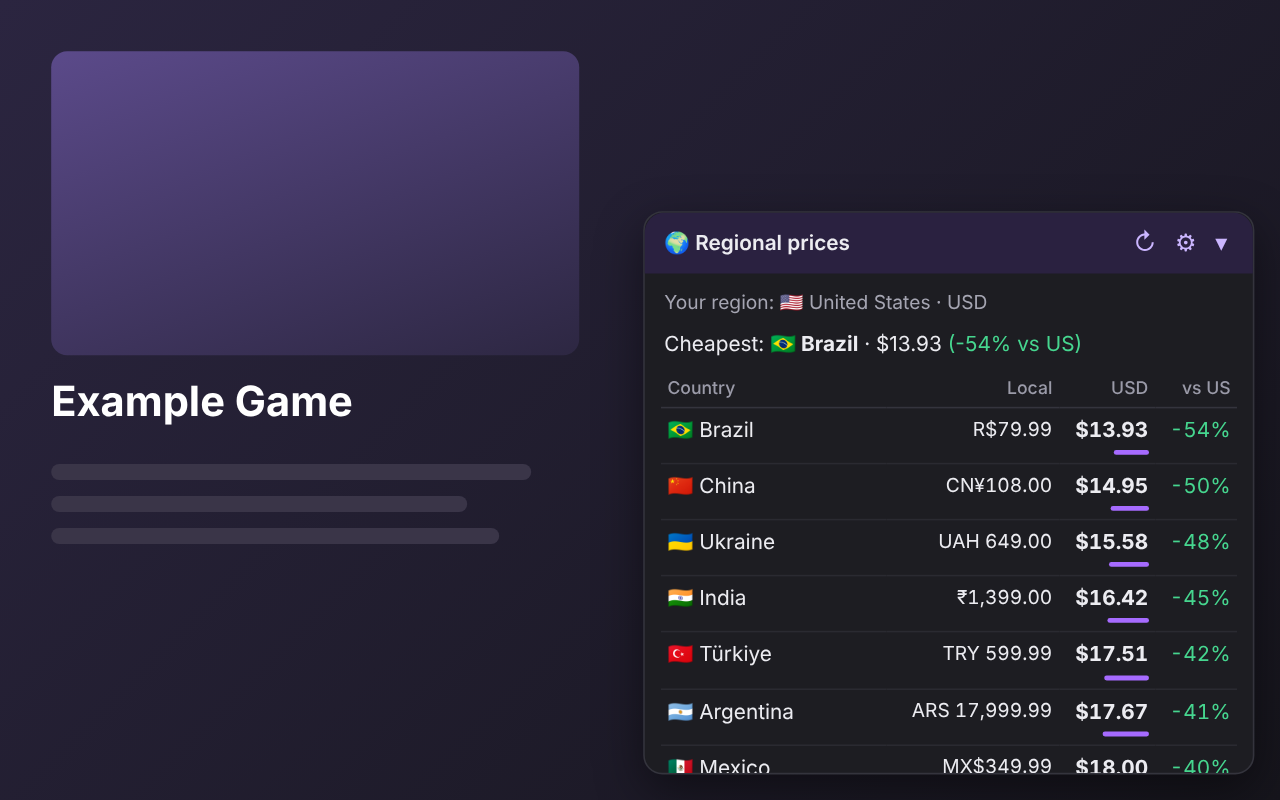 Example Game
Regional prices
Your region: 🇺🇸 United States · USD
Cheapest: 🇧🇷 Brazil · $13.93 (-54% vs US)
Country Local USD vs US
Brazil R$79.99 $13.93 -54%
China CN¥108.00 $14.95 -50%
Ukraine UAH 649.00 $15.58 -48%
India ₹1,399.00 $16.42 -45%
Türkiye TRY 599.99 $17.51 -42%
Argentina ARS 17,999.99 $17.67 -41%
Mexico MX$349.99 $18.00 -40%